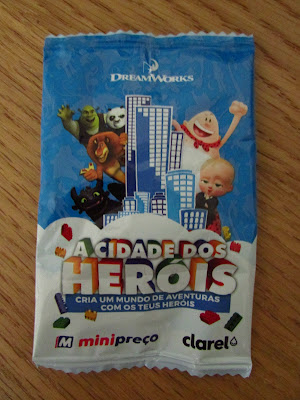 DREAMWORKS
A CIDADE DOS
HERÓIS
CRIA UM MUNDO DE AVENTURAS
COM OS TEUS HERÓIS
M minipreço clarel